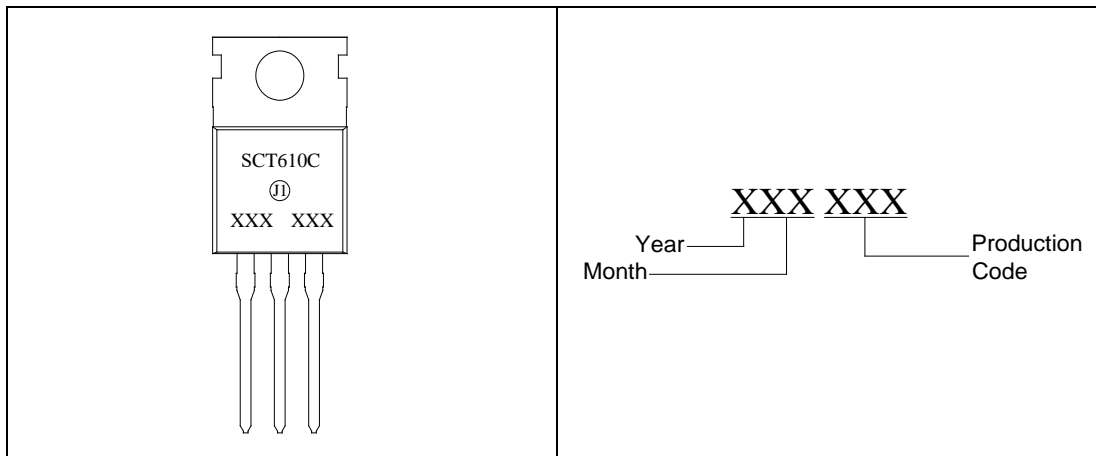 SCT610C
J1
XXX XXX
XXX XXX
Year
Month
Production
Code